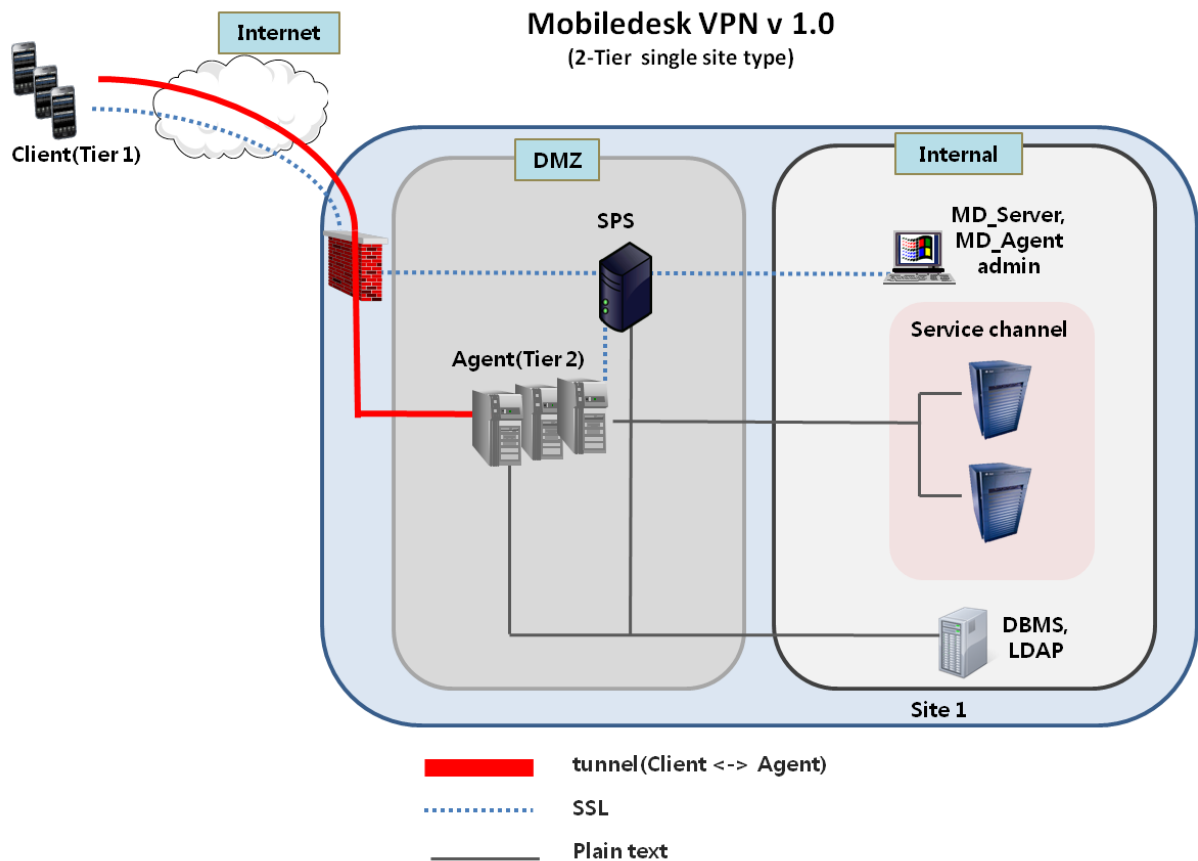 Mobiledesk VPN v 1.0
(2-Tier single site type)
Internet
Client(Tier 1)
DMZ
Internal
SPS
MD_Server,
MD_Agent
admin
Service channel
Agent(Tier 2)
DBMS,
LDAP
Site 1
tunnel(Client <-> Agent)
SSL
Plain text